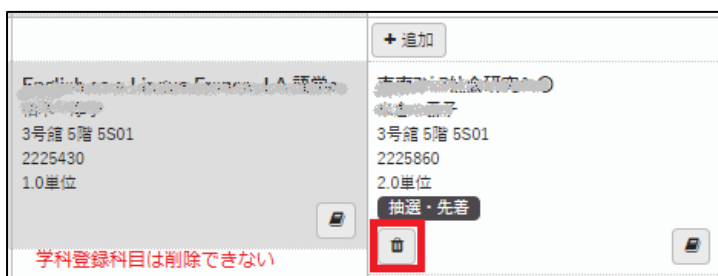 + 追加
3号館 5階 5S01
2225430
1.0単位
学科登録科目は削除できない
3号館 5階 5S01
2225860
2.0単位
抽選・先着